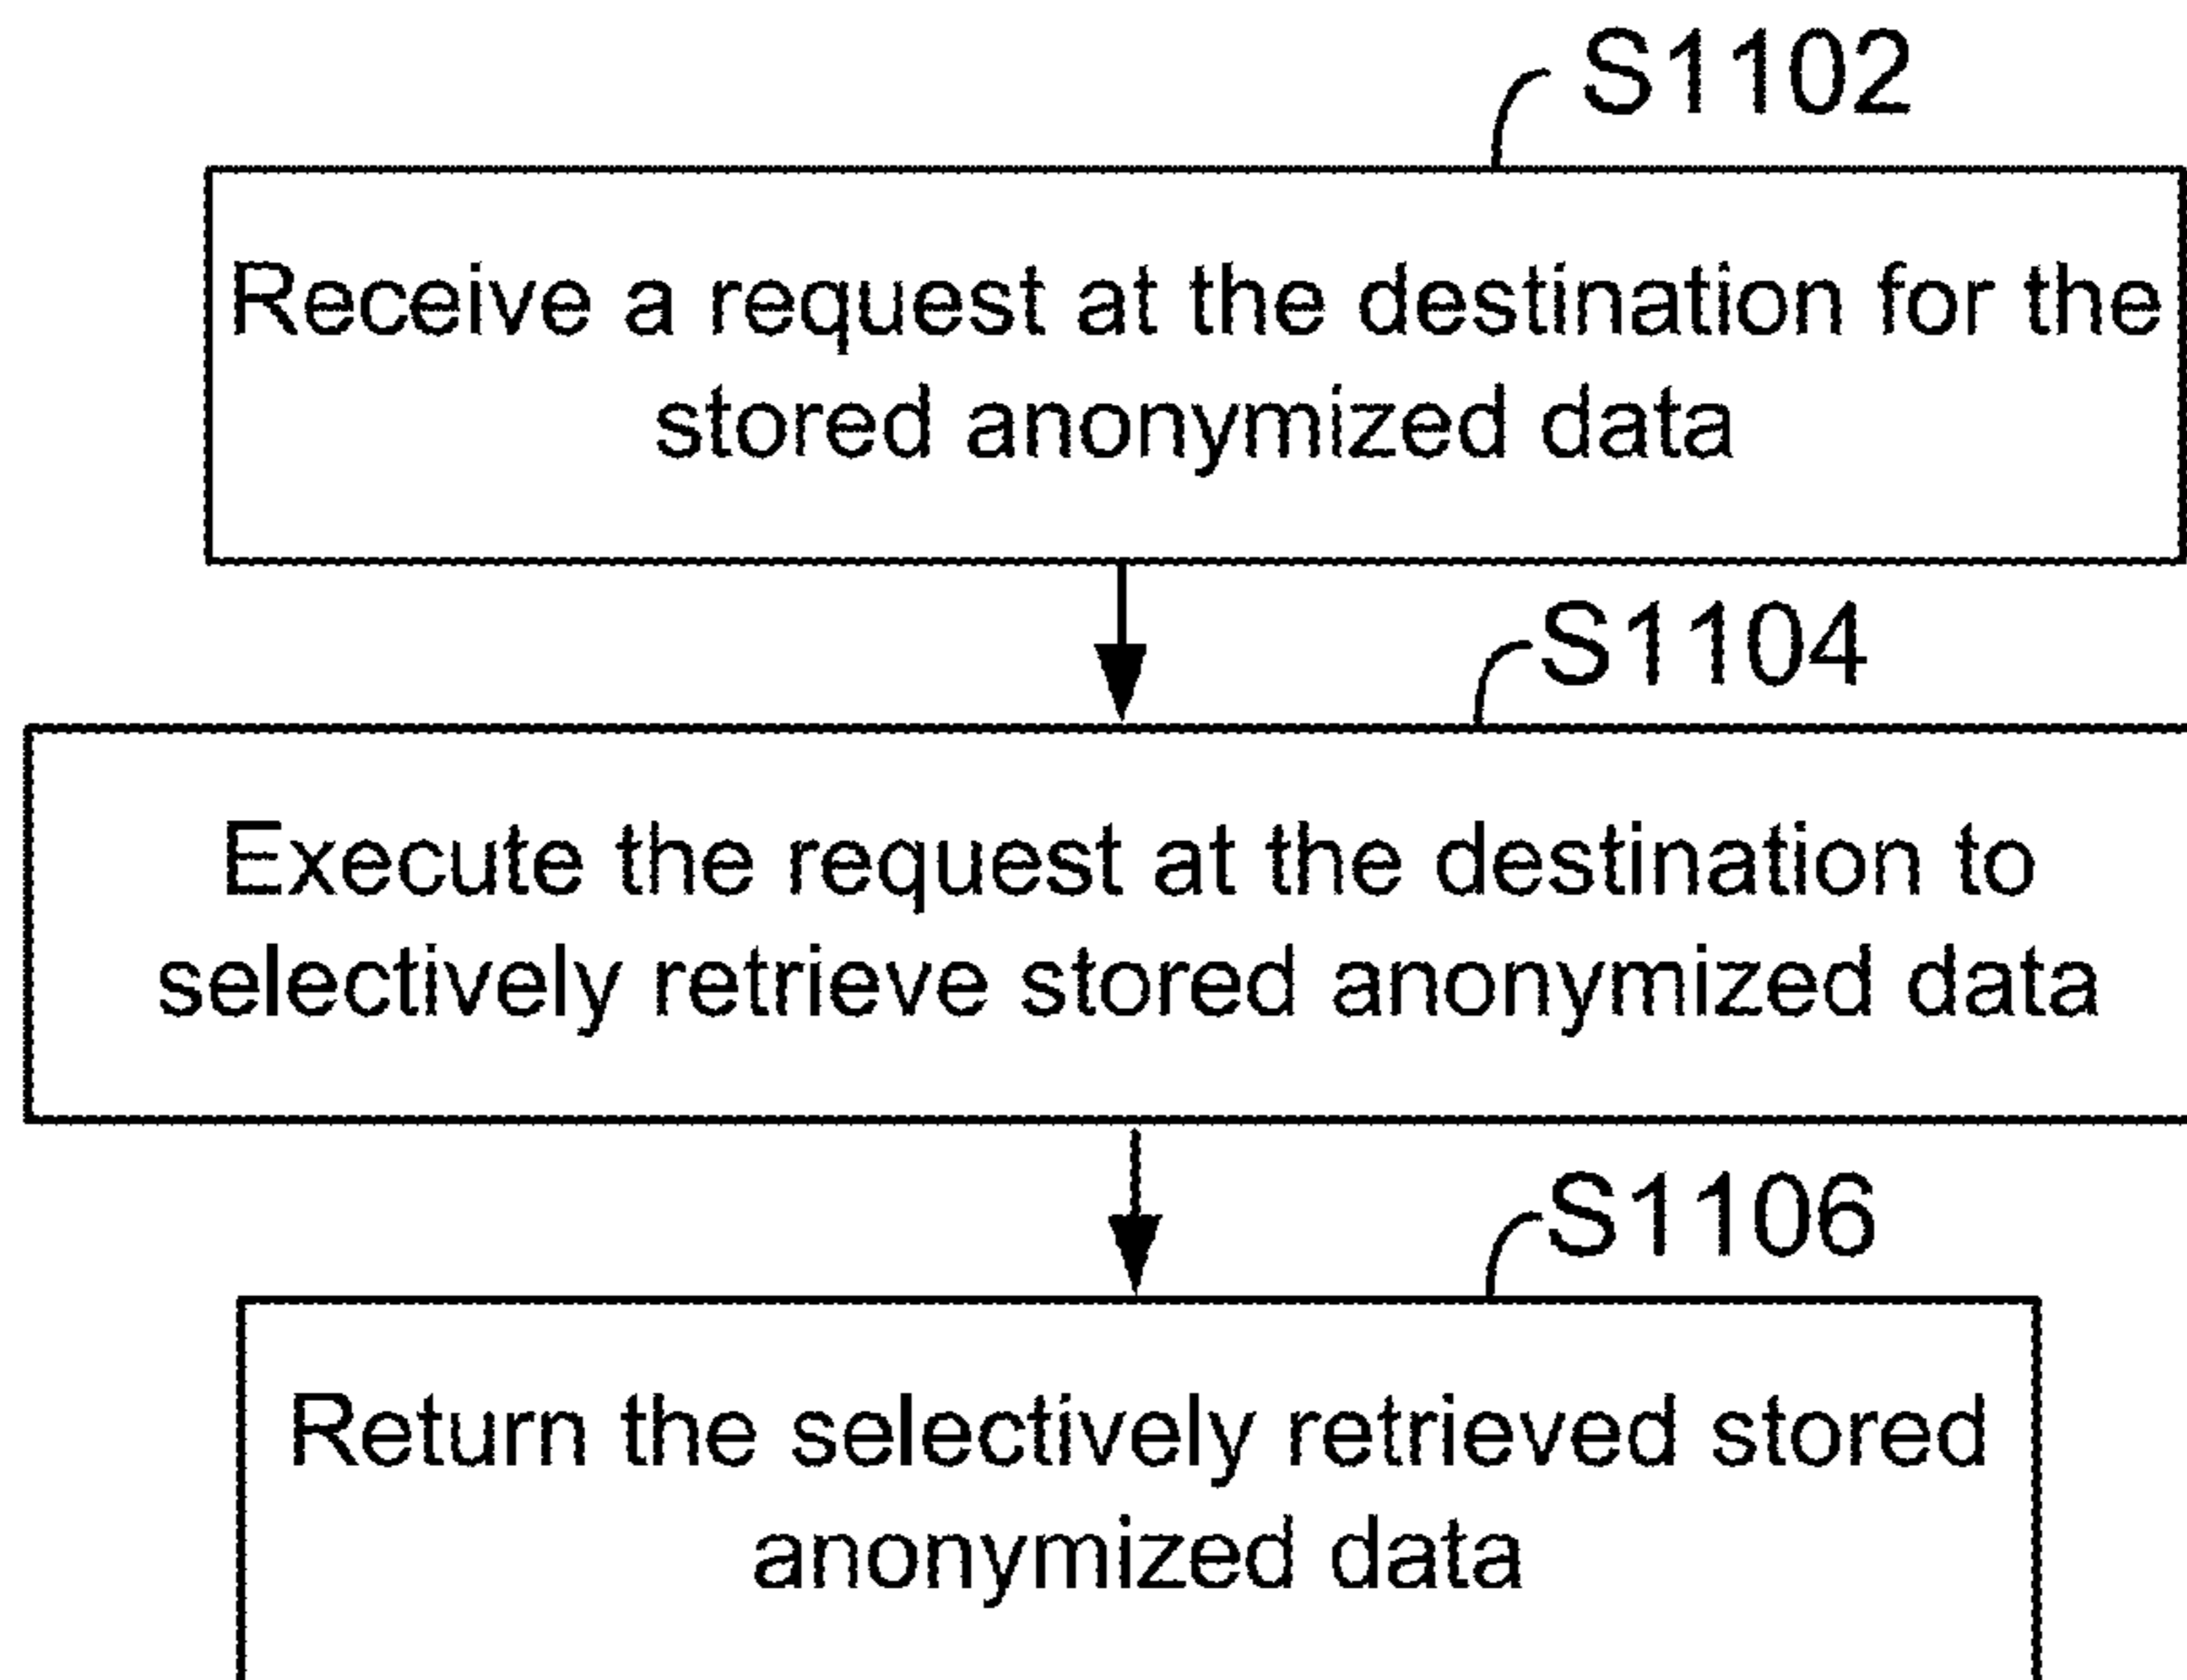 S1102
Receive a request at the destination for the
stored anonymized data
S1104
Execute the request at the destination to
selectively retrieve stored anonymized data
S1106
Return the selectively retrieved stored
anonymized data